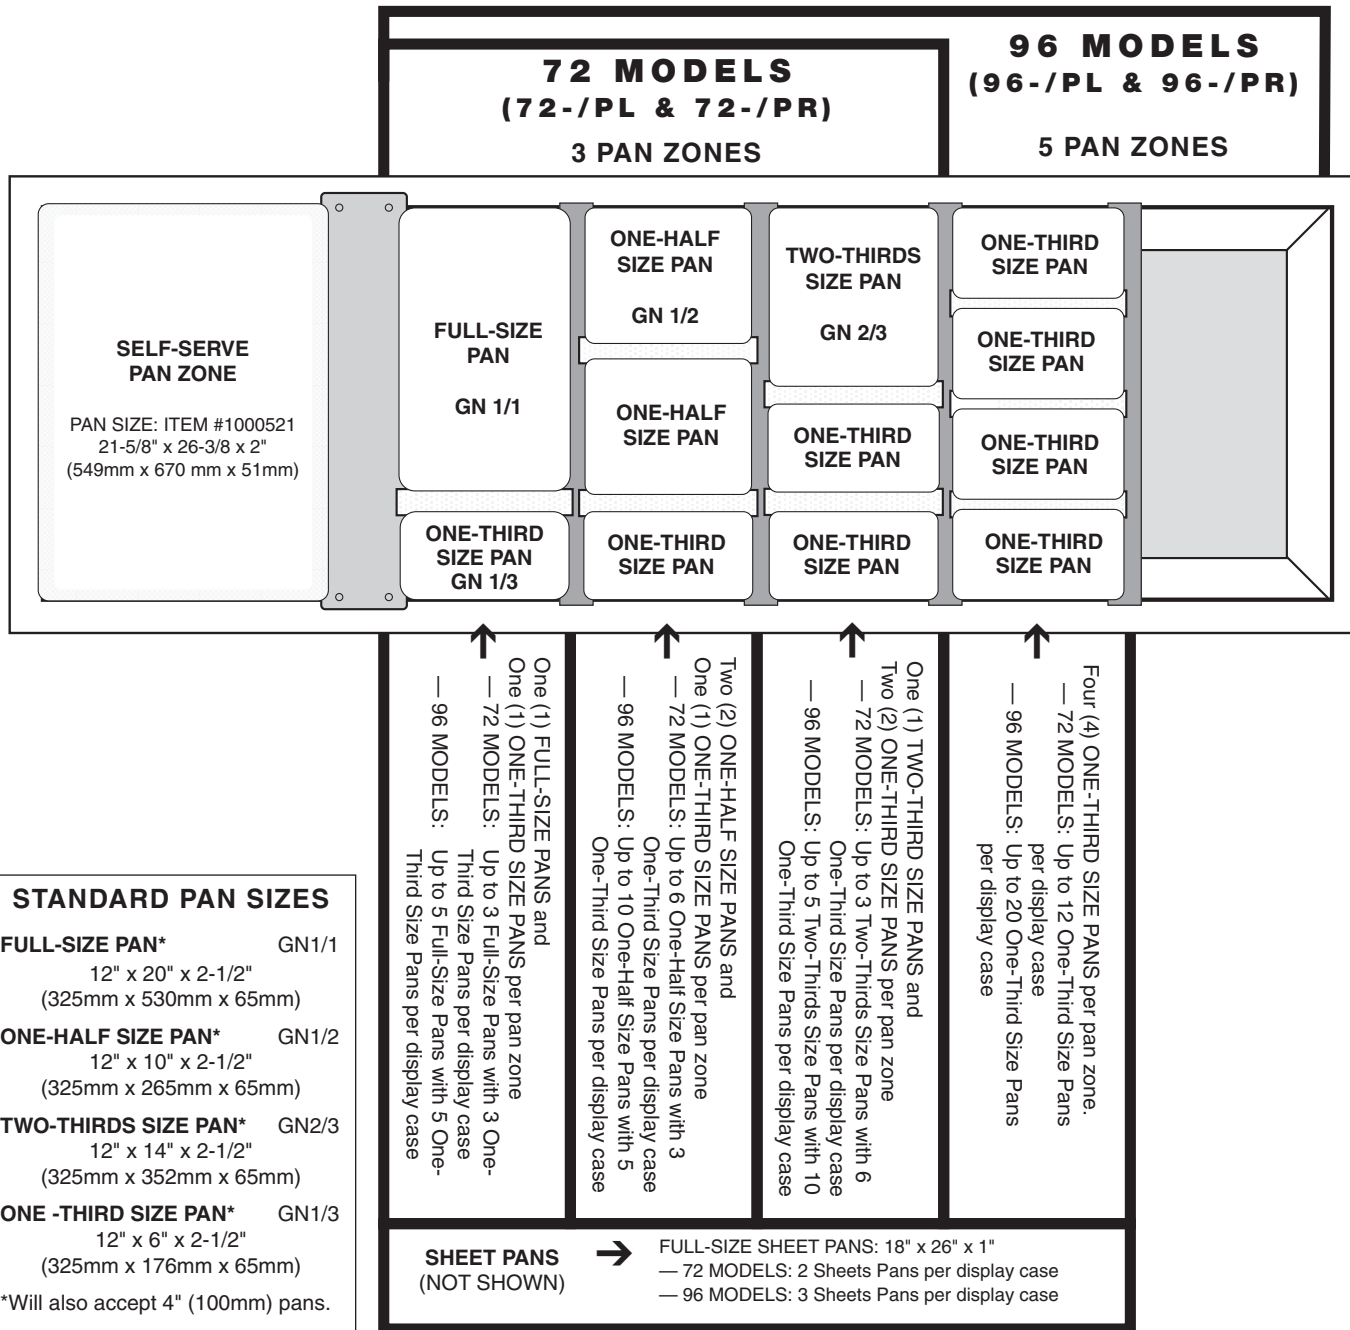 72 MODELS
(72-/PL & 72-/PR)
3 PAN ZONES
96 MODELS
(96-/PL & 96-/PR)
5 PAN ZONES
SELF-SERVE
PAN ZONE
PAN SIZE: ITEM #1000521
21-5/8" x 26-3/8 x 2"
(549mm x 670 mm x 51mm)
FULL-SIZE
PAN
GN 1/1
ONE-THIRD
SIZE PAN
GN 1/3
ONE-HALF
SIZE PAN
GN 1/2
ONE-HALF
SIZE PAN
ONE-THIRD
SIZE PAN
TWO-THIRDS
SIZE PAN
GN 2/3
ONE-THIRD
SIZE PAN
ONE-THIRD
SIZE PAN
ONE-THIRD
SIZE PAN
ONE-THIRD
SIZE PAN
ONE-THIRD
SIZE PAN
ONE-THIRD
SIZE PAN
One (1) FULL-SIZE PANS and
One (1) ONE-THIRD SIZE PANS per pan zone
— 72 MODELS: Up to 3 Full-Size Pans with 3 One-
Third Size Pans per display case
— 96 MODELS: Up to 5 Full-Size Pans with 5 One-
Third Size Pans per display case
Two (2) ONE-HALF SIZE PANS and
One (1) ONE-THIRD SIZE PANS per pan zone
— 72 MODELS: Up to 6 One-Half Size Pans with 3
One-Third Size Pans per display case
— 96 MODELS: Up to 10 One-Half Size Pans with 5
One-Third Size Pans per display case
One (1) TWO-THIRD SIZE PANS and
Two (2) ONE-THIRD SIZE PANS per pan zone
— 72 MODELS: Up to 3 Two-Thirds Size Pans with 6
One-Third Size Pans per display case
— 96 MODELS: Up to 5 Two-Thirds Size Pans with 10
One-Third Size Pans per display case
Four (4) ONE-THIRD SIZE PANS per pan zone.
— 72 MODELS: Up to 12 One-Third Size Pans
per display case
— 96 MODELS: Up to 20 One-Third Size Pans
per display case
STANDARD PAN SIZES
FULL-SIZE PAN* GN1/1
12" x 20" x 2-1/2"
(325mm x 530mm x 65mm)
ONE-HALF SIZE PAN* GN1/2
12" x 10" x 2-1/2"
(325mm x 265mm x 65mm)
TWO-THIRDS SIZE PAN* GN2/3
12" x 14" x 2-1/2"
(325mm x 352mm x 65mm)
ONE -THIRD SIZE PAN* GN1/3
12" x 6" x 2-1/2"
(325mm x 176mm x 65mm)
*Will also accept 4" (100mm) pans.
SHEET PANS
(NOT SHOWN)
FULL-SIZE SHEET PANS: 18" x 26" x 1"
— 72 MODELS: 2 Sheets Pans per display case
— 96 MODELS: 3 Sheets Pans per display case